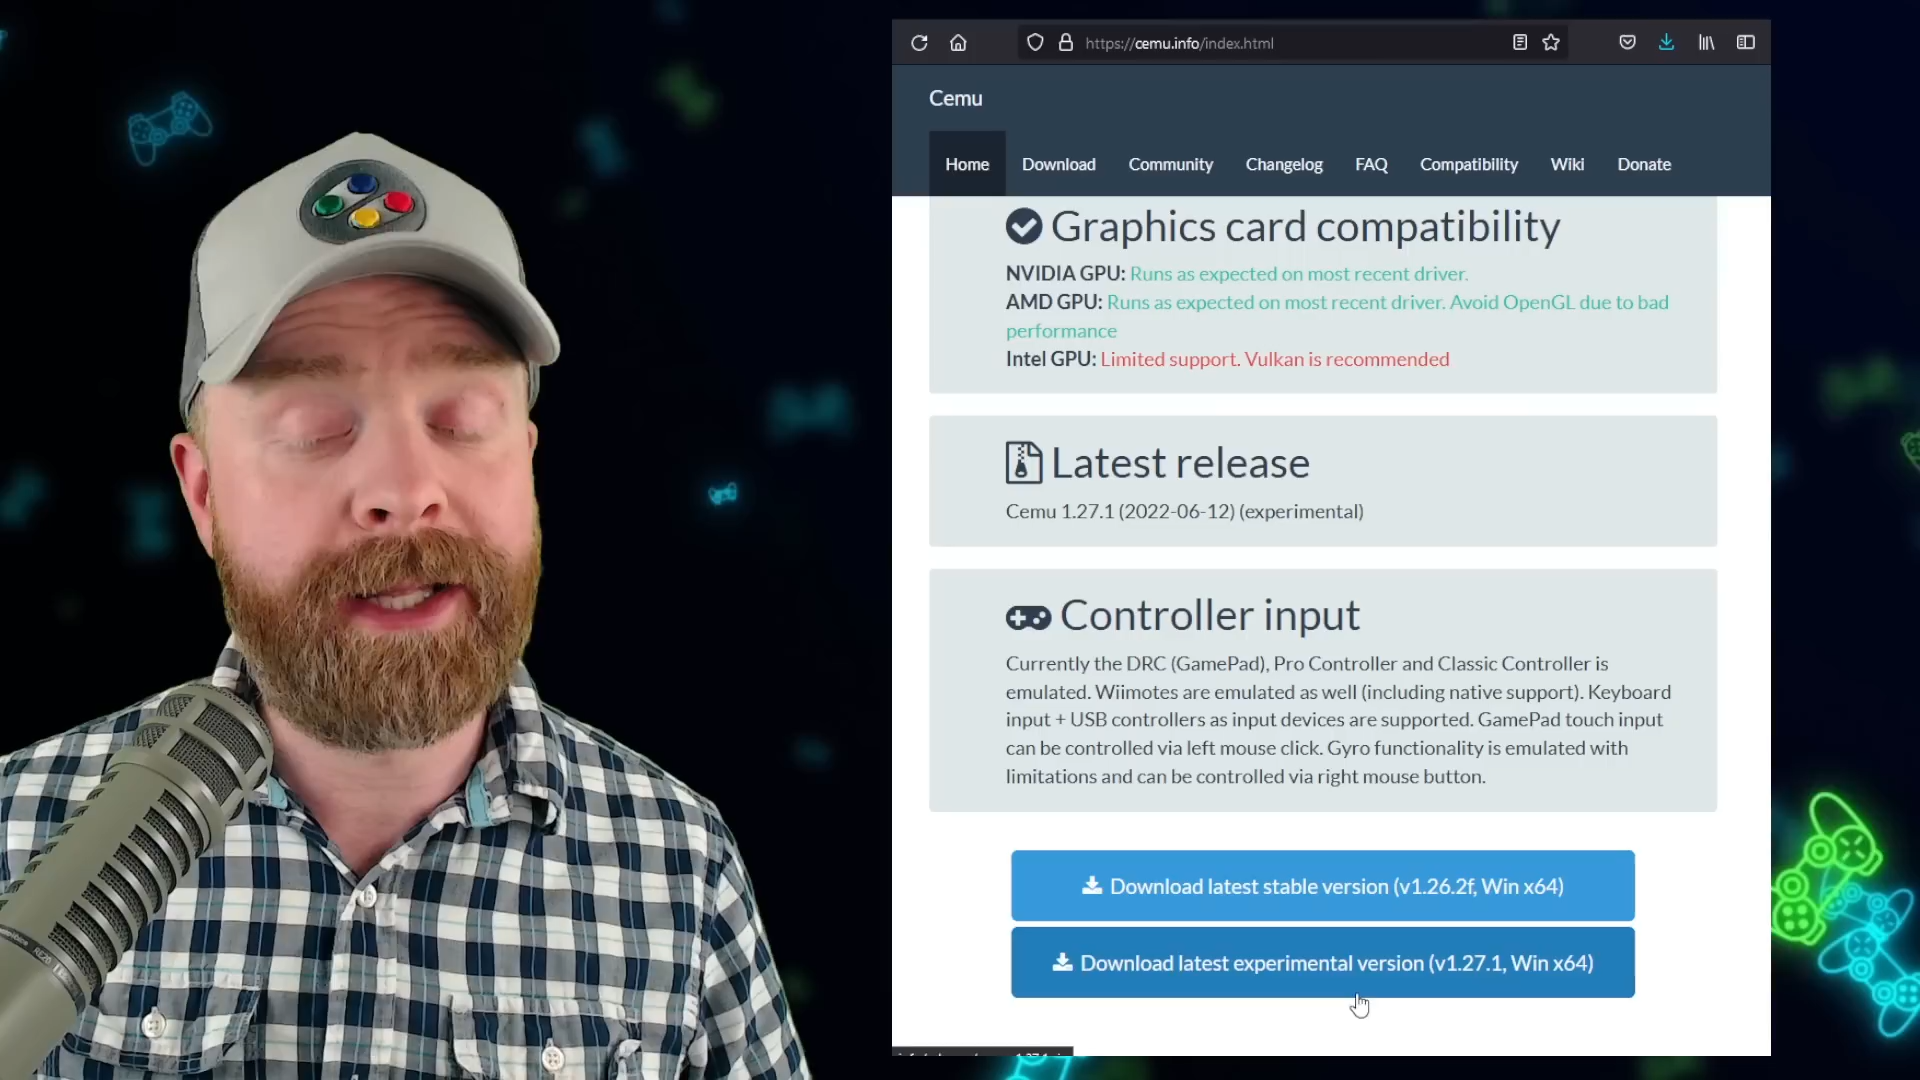 https://cemu.info/index.html
Cemu
Home Download Community Changelog FAQ Compatibility Wiki Donate
Graphics card compatibility
NVIDIA GPU: Runs as expected on most recent driver.
AMD GPU: Runs as expected on most recent driver. Avoid OpenGL due to bad
performance
Intel GPU: Limited support. Vulkan is recommended
Latest release
Cemu 1.27.1 (2022-06-12) (experimental)
Controller input
Currently the DRC (GamePad), Pro Controller and Classic Controller is
emulated. Wiimotes are emulated as well (including native support). Keyboard
input + USB controllers as input devices are supported. GamePad touch input
can be controlled via left mouse click. Gyro functionality is emulated with
limitations and can be controlled via right mouse button.
Download latest stable version (v1.26.2f, Win x64)
Download latest experimental version (v1.27.1, Win x64)